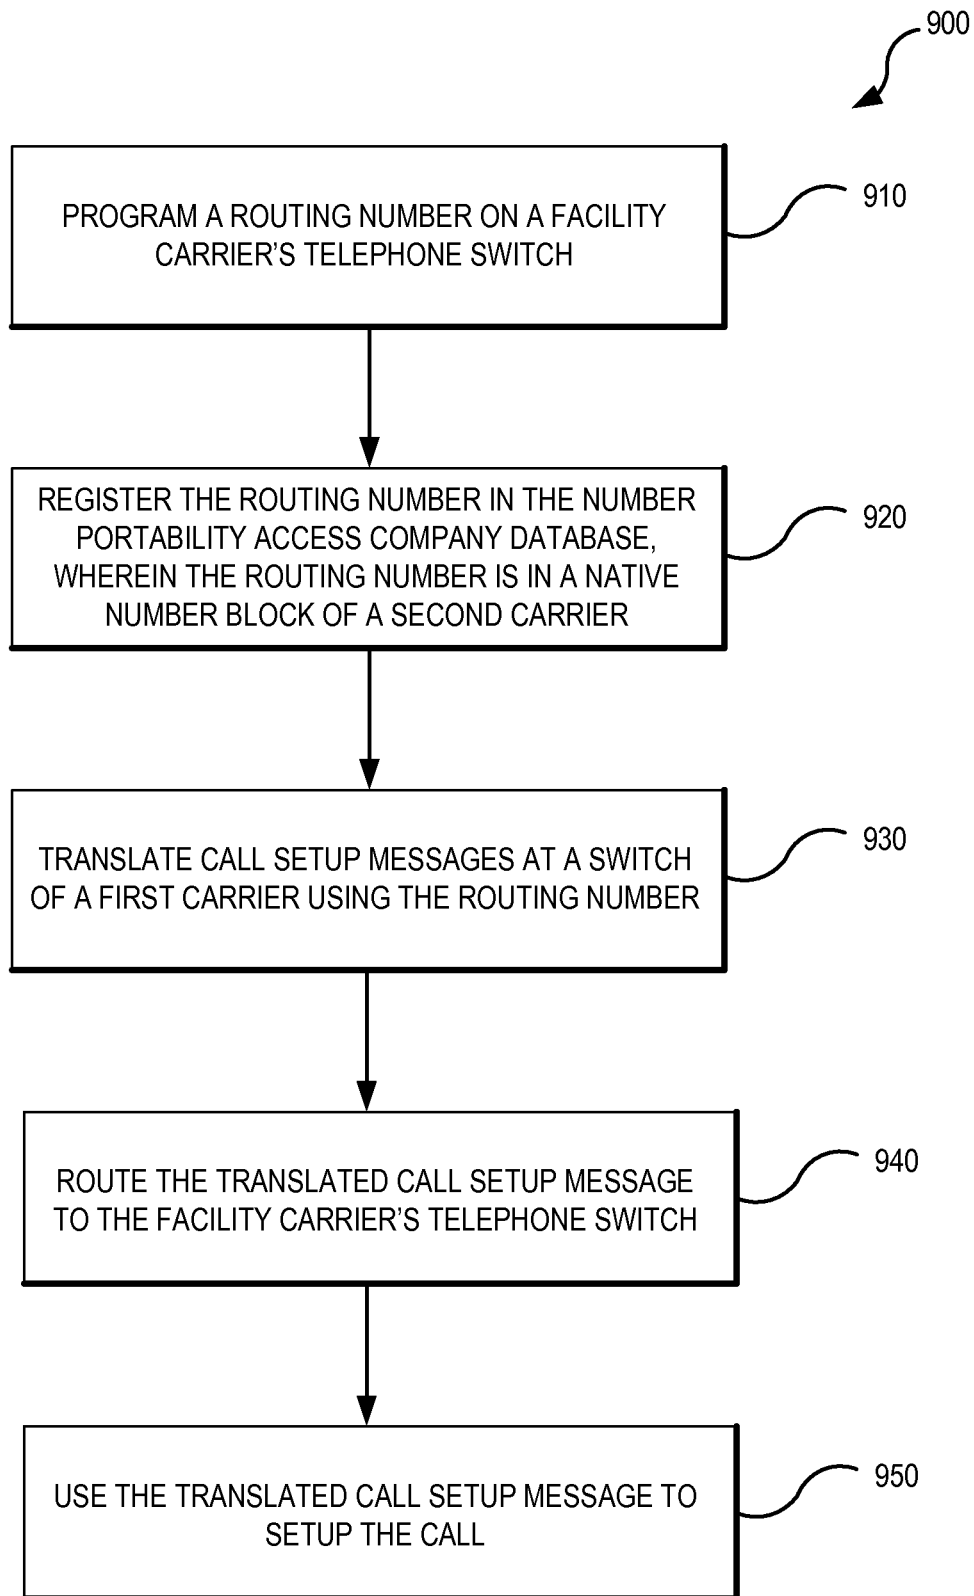 900
PROGRAM A ROUTING NUMBER ON A FACILITY
CARRIER'S TELEPHONE SWITCH
910
REGISTER THE ROUTING NUMBER IN THE NUMBER
PORTABILITY ACCESS COMPANY DATABASE,
WHEREIN THE ROUTING NUMBER IS IN A NATIVE
NUMBER BLOCK OF A SECOND CARRIER
920
TRANSLATE CALL SETUP MESSAGES AT A SWITCH
OF A FIRST CARRIER USING THE ROUTING NUMBER
930
ROUTE THE TRANSLATED CALL SETUP MESSAGE
TO THE FACILITY CARRIER'S TELEPHONE SWITCH
940
USE THE TRANSLATED CALL SETUP MESSAGE TO
SETUP THE CALL
950